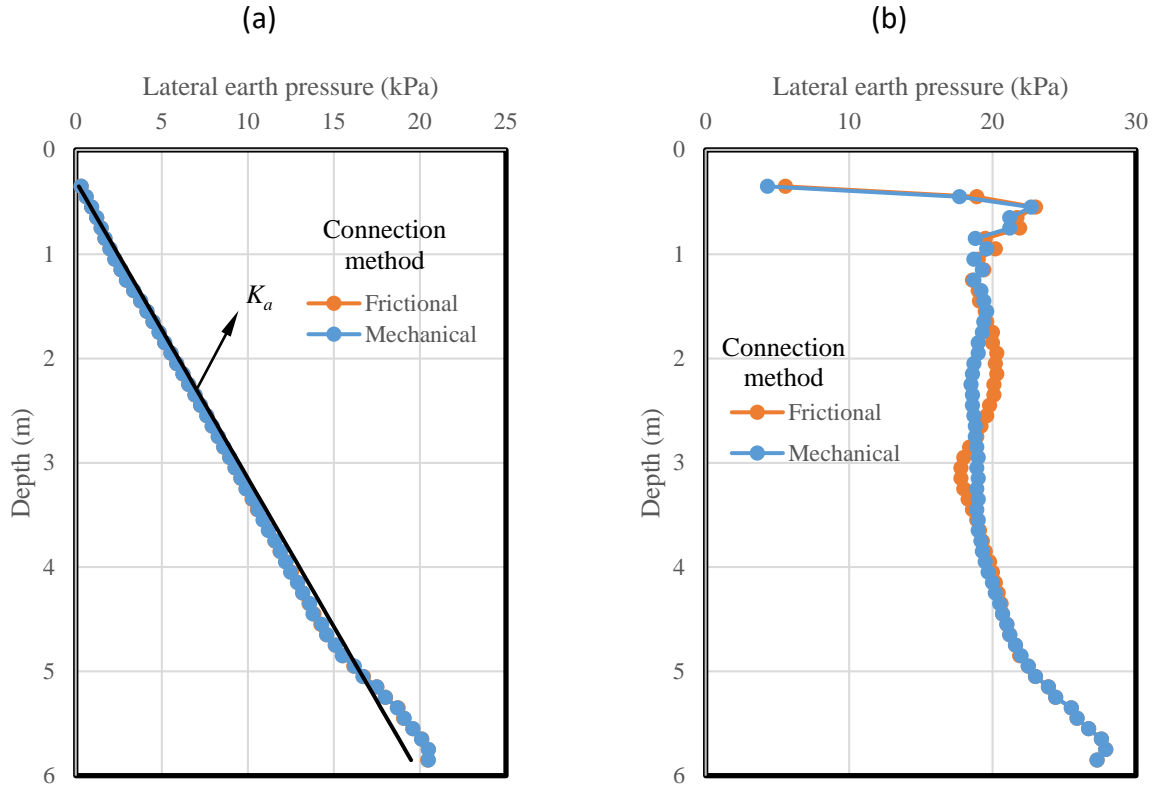 (a)
Lateral earth pressure (kPa)
0 5 10 15 20 25
0
1
2
3
4
5
6
Depth (m)
Connection
method
Frictional
Mechanical
Ka
(b)
Lateral earth pressure (kPa)
0 10 20 30
0
1
2
3
4
5
6
Depth (m)
Connection
method
Frictional
Mechanical